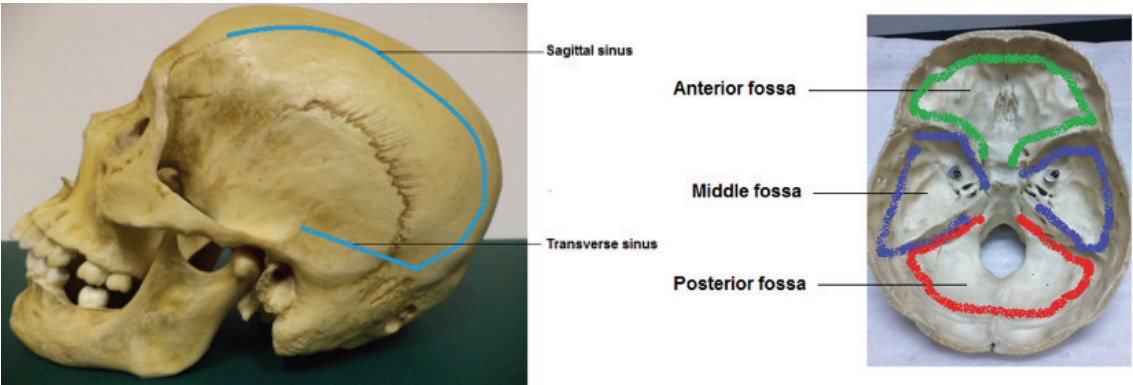 Sagittal sinus
Transverse sinus
Anterior fossa
Middle fossa
Posterior fossa